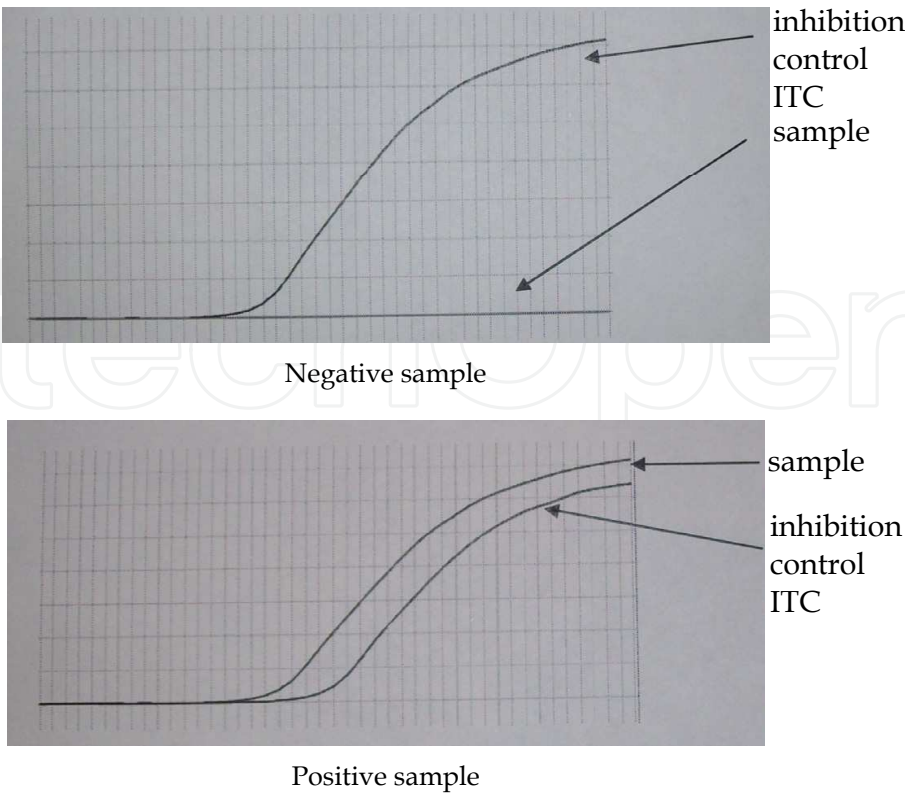 inhibition
control
ITC
sample
Negative sample
sample
inhibition
control
ITC
Positive sample